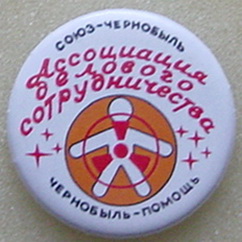 СОЮЗ-ЧЕРНОБЫЛЬ
Ассоциация
делового
сотрудничества
ЧЕРНОБЫЛЬ-ПОМОЩЬ